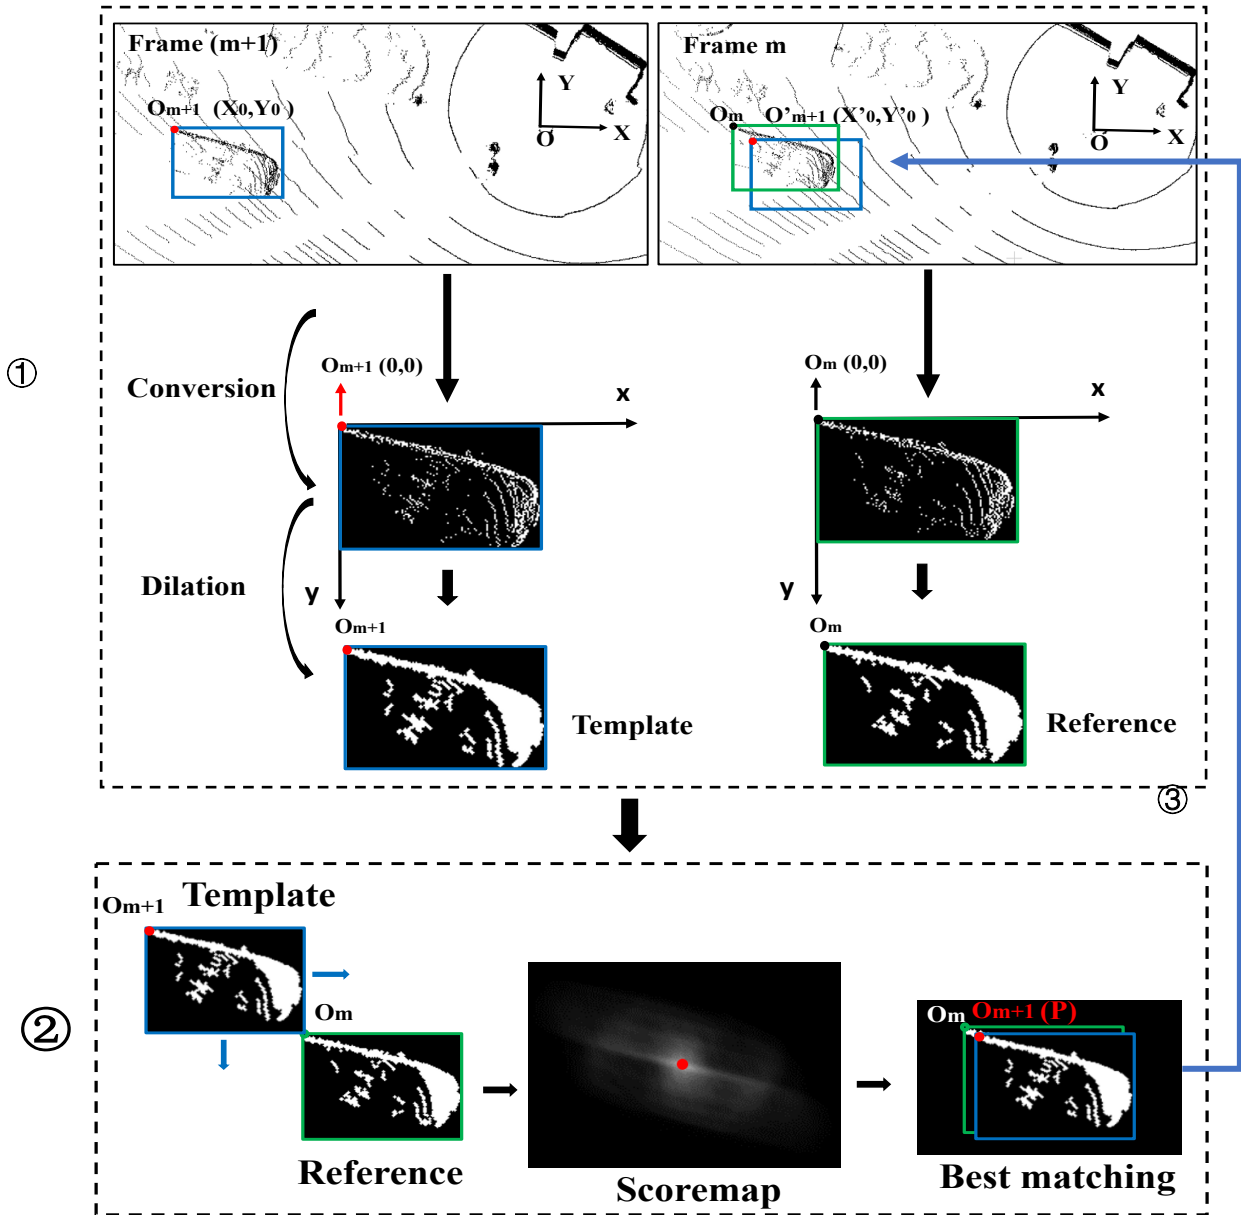 Frame (m+1)
Om+1 (X0,Y0 )
Y
X
O
Frame m
Om O'm+1 (X'0,Y'0 )
Y
X
O
①
Conversion
Om+1 (0,0)
x
Om (0,0)
x
Dilation
y
y
Om+1
Om
Template
Reference
③
②
Template
Om+1
Om
Reference
Scoremap
Om Om+1 (P)
Best matching